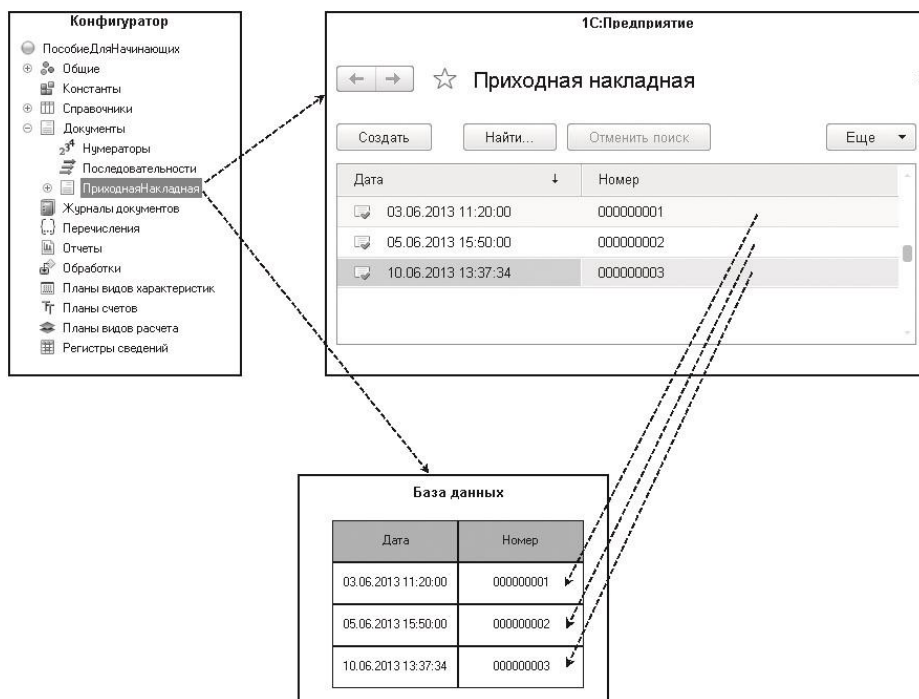 Конфигуратор
ПособиеДляНачинающих
Общие
Константы
Справочники
Документы
Нумераторы
Последовательности
ПриходнаяНакладная
Журналы документов
Перечисления
Отчеты
Обработки
Планы видов характеристик
Планы счетов
Планы видов расчета
Регистры сведений
1С:Предприятие
Приходная накладная
Создать Найти... Отменить поиск Еще
Дата Номер
03.06.2013 11:20:00 000000001
05.06.2013 15:50:00 000000002
10.06.2013 13:37:34 000000003
База данных
Дата Номер
03.06.2013 11:20:00 000000001
05.06.2013 15:50:00 000000002
10.06.2013 13:37:34 000000003